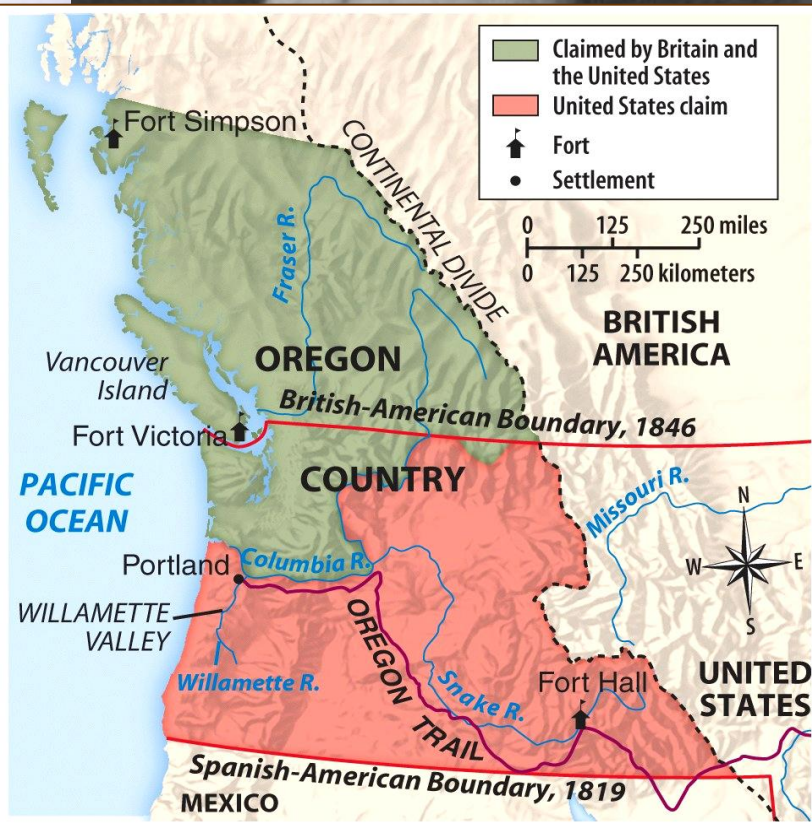 Claimed by Britain and
the United States
United States claim
Fort
Settlement
0 125 250 miles
0 125 250 kilometers
Fort Simpson
CONTINENTAL DIVIDE
Fraser R.
BRITISH
AMERICA
Vancouver
Island
OREGON
British-American Boundary, 1846
Fort Victoria
COUNTRY
PACIFIC
OCEAN
Missouri R.
N
W
E
S
Portland
Columbia R.
WILLAMETTE
VALLEY
OREGON TRAIL
Willamette R.
Snake R.
Fort Hall
UNITED
STATES
Spanish-American Boundary, 1819
MEXICO